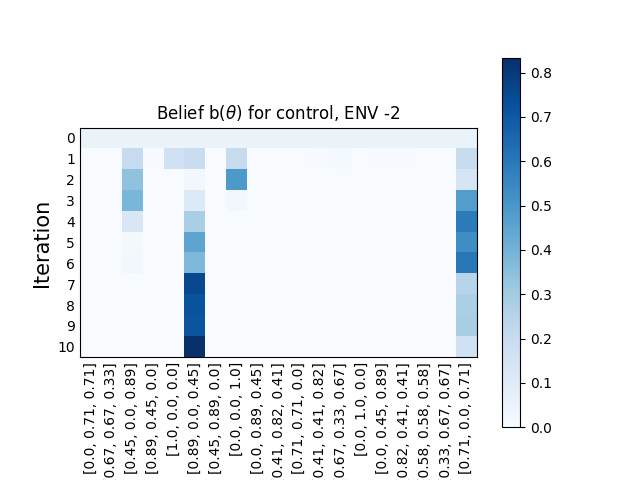 Belief b(θ) for control, ENV -2
Iteration
0
1
2
3
4
5
6
7
8
9
10
[0.0, 0.71, 0.71]
0.67, 0.67, 0.33]
[0.45, 0.0, 0.89]
[0.89, 0.45, 0.0]
[1.0, 0.0, 0.0]
[0.89, 0.0, 0.45]
[0.45, 0.89, 0.0]
[0.0, 0.0, 1.0]
[0.0, 0.89, 0.45]
0.41, 0.82, 0.41]
[0.71, 0.71, 0.0]
0.41, 0.41, 0.82]
0.67, 0.33, 0.67]
[0.0, 1.0, 0.0]
[0.0, 0.45, 0.89]
0.82, 0.41, 0.41]
0.58, 0.58, 0.58]
0.33, 0.67, 0.67]
[0.71, 0.0, 0.71]
0.8
0.7
0.6
0.5
0.4
0.3
0.2
0.1
0.0